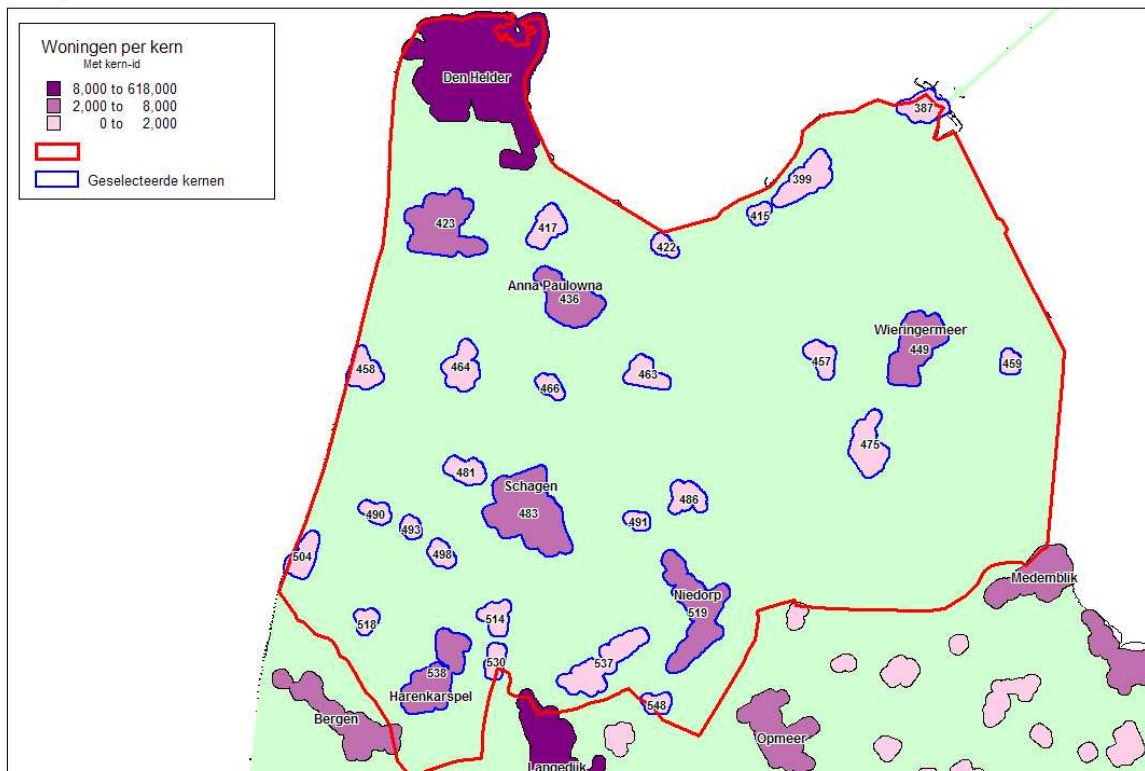 Woningen per kern
Met kern-id
8,000 to 618,000
2,000 to 8,000
0 to 2,000
Geselecteerde kernen
Den Helder
387
399
415
423
417
422
Anna Paulowna
436
Wieringermeer
449
458
464
466
463
457
459
475
481
Schagen
483
486
490
493
491
498
504
Medemblik
518
514
Niedorp
519
530
537
538
Harenkarspel
548
Bergen
Opmeer
Langedijk